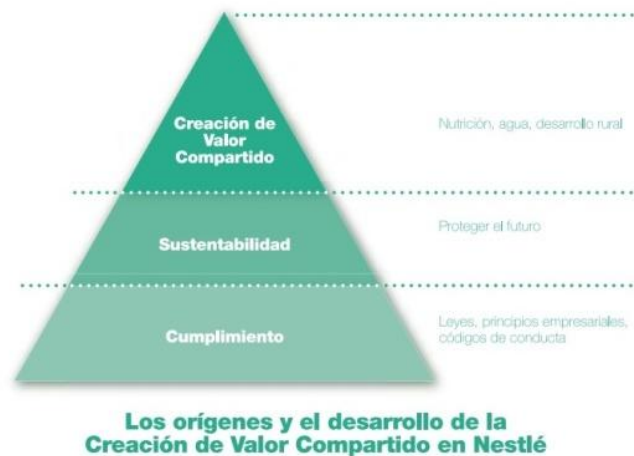 Creación de
Valor
Compartido
Nutrición, agua, desarrollo rural
Sustentabilidad
Proteger el futuro
Cumplimiento
Leyes, principios empresariales,
códigos de conducta
Los orígenes y el desarrollo de la
Creación de Valor Compartido en Nestlé